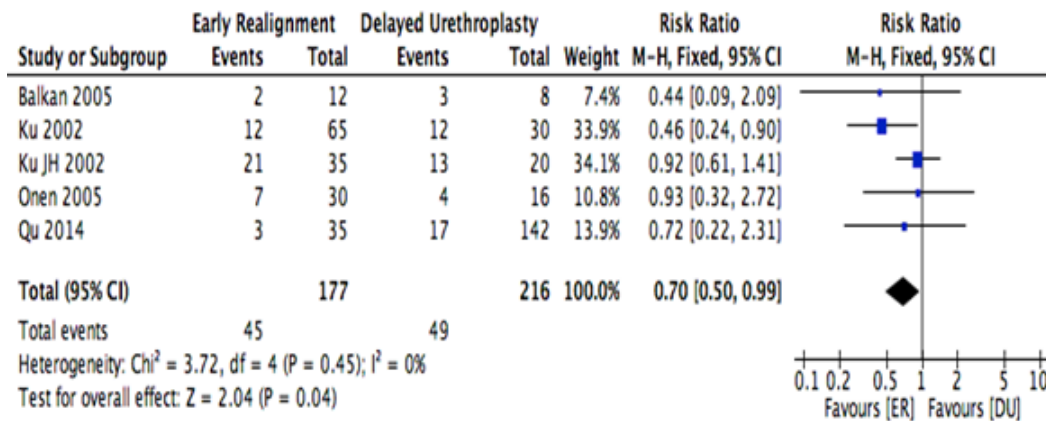 Early Realignment Delayed Urethroplasty Risk Ratio Risk Ratio
Study or Subgroup Events Total Events Total Weight M-H, Fixed, 95% CI M-H, Fixed, 95% CI
Balkan 2005 2 12 3 8 7.4% 0.44 [0.09, 2.09]
Ku 2002 12 65 12 30 33.9% 0.46 [0.24, 0.90]
Ku JH 2002 21 35 13 20 34.1% 0.92 [0.61, 1.41]
Onen 2005 7 30 4 16 10.8% 0.93 [0.32, 2.72]
Qu 2014 3 35 17 142 13.9% 0.72 [0.22, 2.31]
Total (95% CI) 177 216 100.0% 0.70 [0.50, 0.99]
Total events 45 49
Heterogeneity: Chi² = 3.72, df = 4 (P = 0.45); I² = 0%
Test for overall effect: Z = 2.04 (P = 0.04)
0.1 0.2 0.5 1 2 5 10
Favours [ER] Favours [DU]